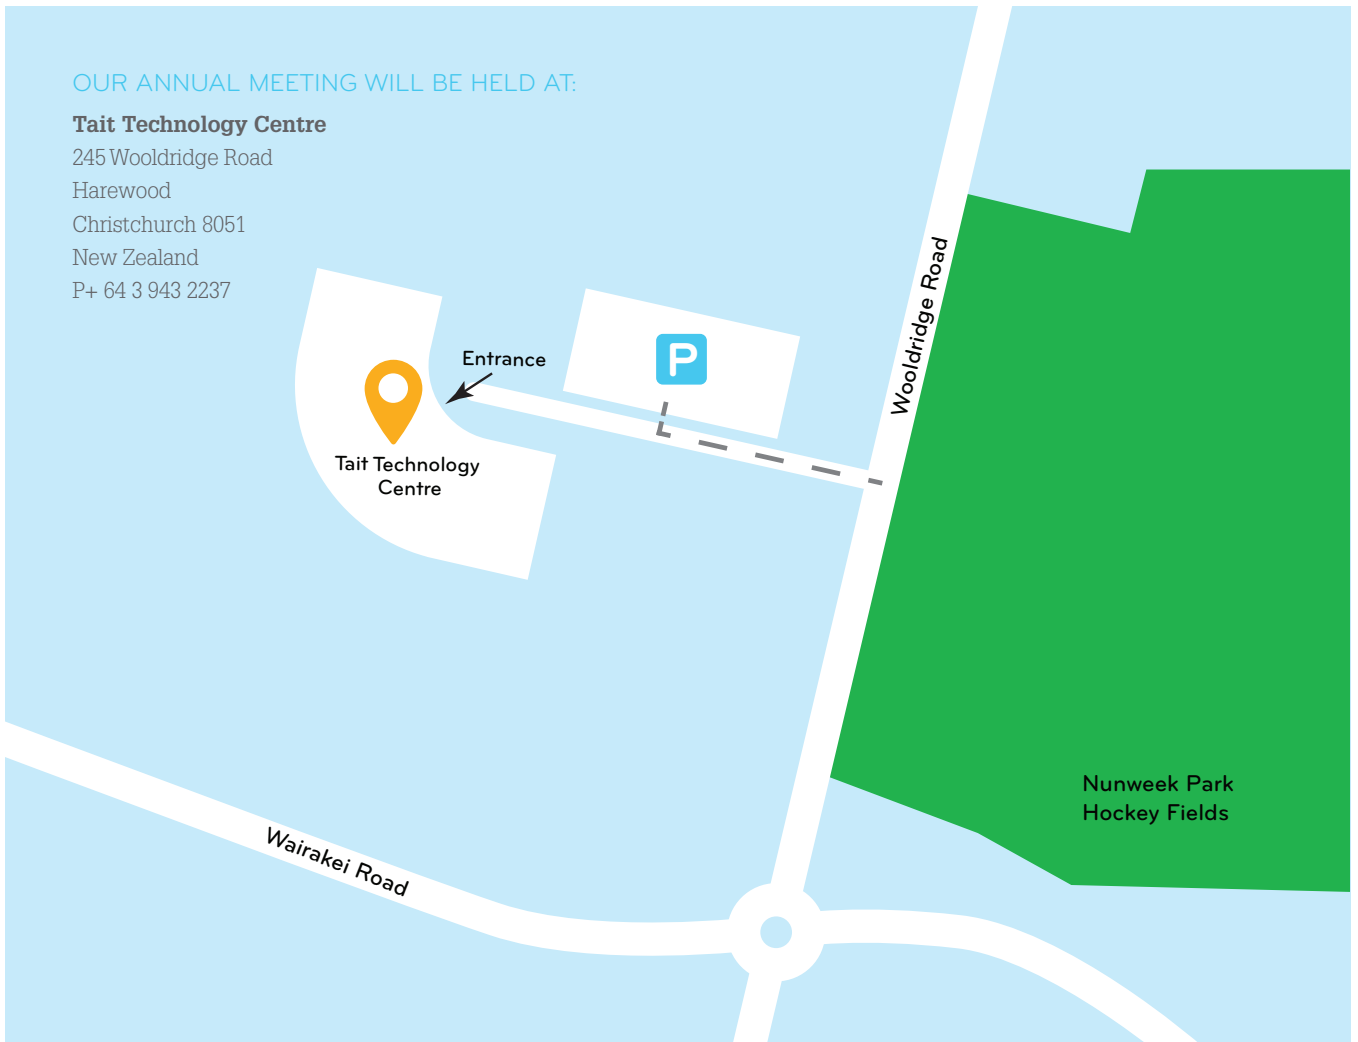 OUR ANNUAL MEETING WILL BE HELD AT:
Tait Technology Centre
245 Wooldridge Road
Harewood
Christchurch 8051
New Zealand
P+ 64 3 943 2237
Wooldridge Road
P
Entrance
Tait Technology
Centre
Nunweek Park
Hockey Fields
Wairakei Road